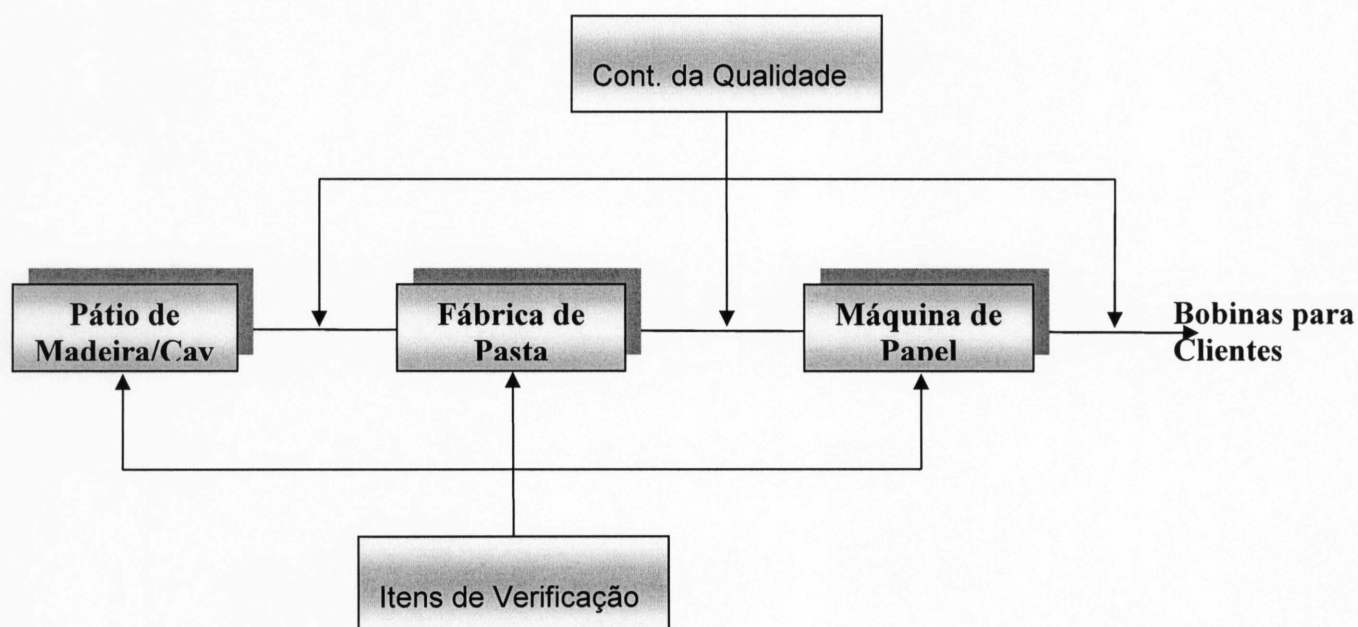 Cont. da Qualidade
Pátio de
Madeira/Cav
Fábrica de
Pasta
Máquina de
Papel
Bobinas para
Clientes
Itens de Verificação